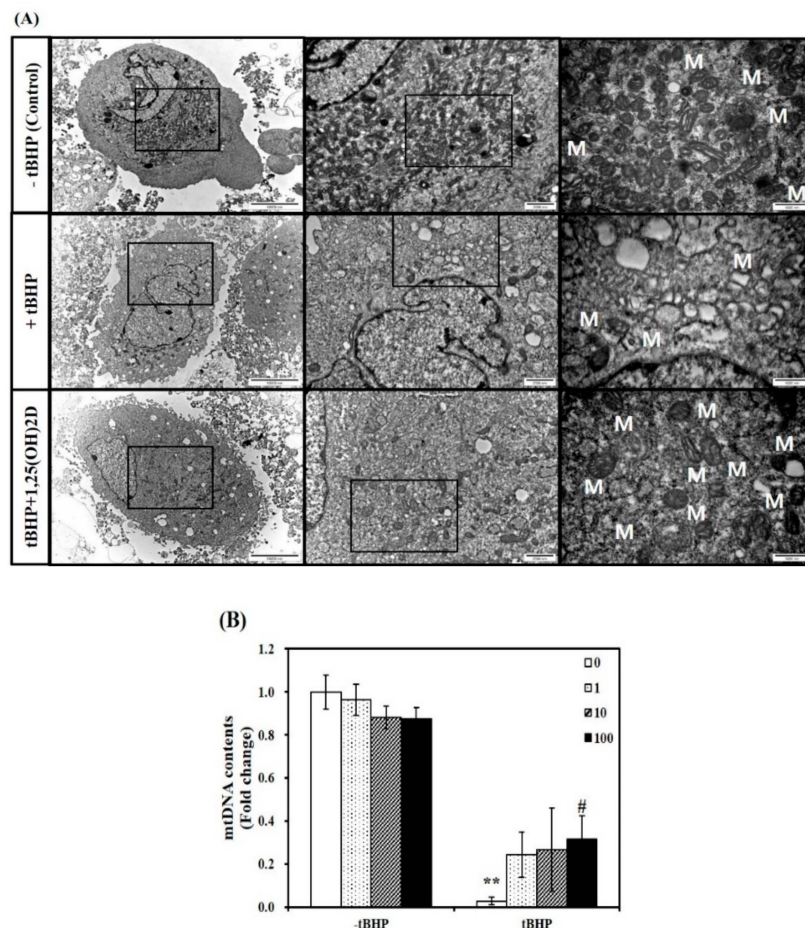 (A)
- tBHP (Control)
M
M
M
M
M
+ tBHP
M
M
M
tBHP+1,25(OH)2D
M
M
M
M
M
M
M
M
M
(B)
mtDNA contents
(Fold change)
1.2
1.0
0.8
0.6
0.4
0.2
0.0
0
1
10
100
**
#
-tBHP
tBHP